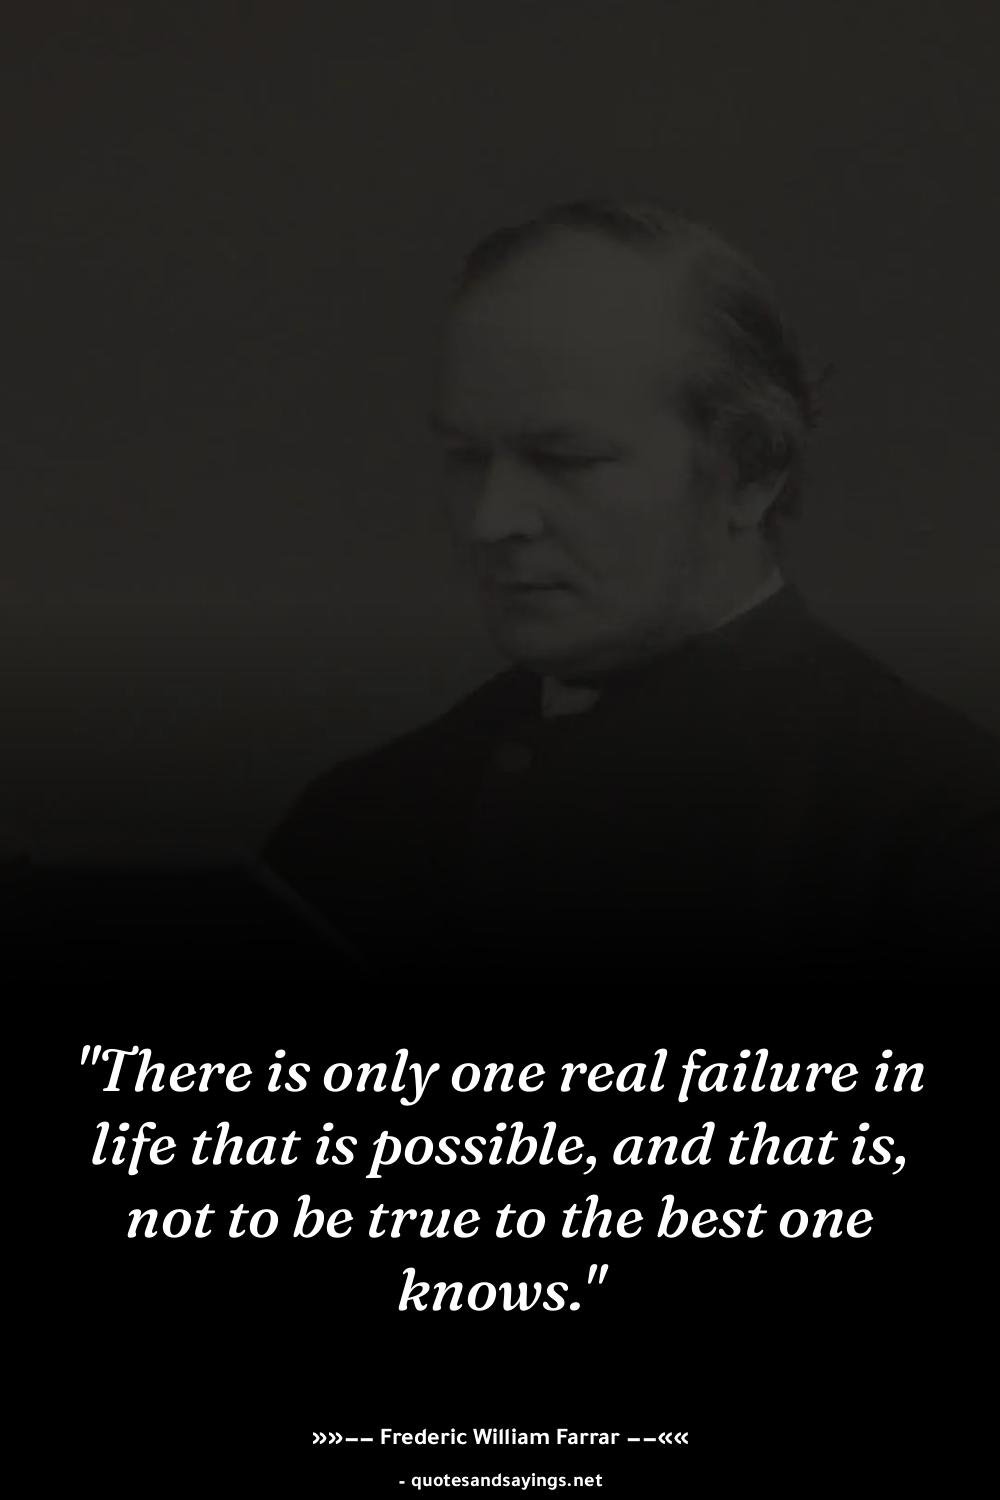 "There is only one real failure in
life that is possible, and that is,
not to be true to the best one
knows."
»»−− Frederic William Farrar −−««
- quotesandsayings.net